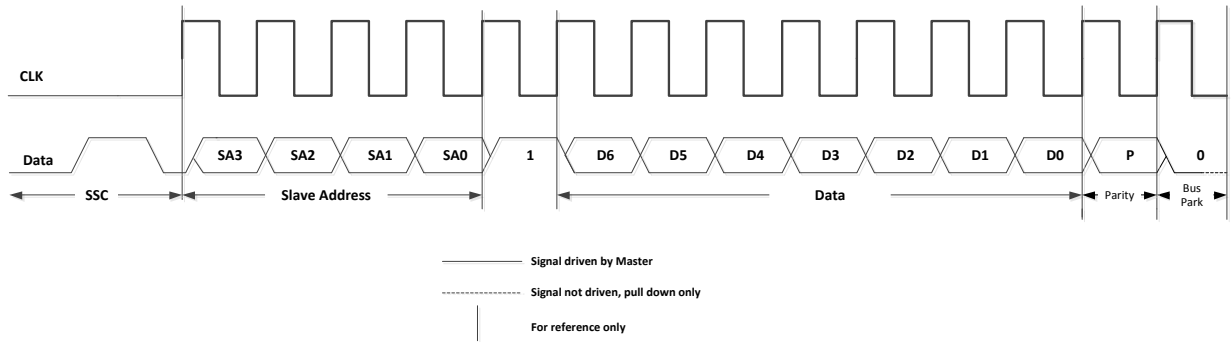 CLK
Data SA3 SA2 SA1 SA0 1 D6 D5 D4 D3 D2 D1 D0 P 0
SSC Slave Address Data Parity Bus
Park
Signal driven by Master
Signal not driven, pull down only
For reference only